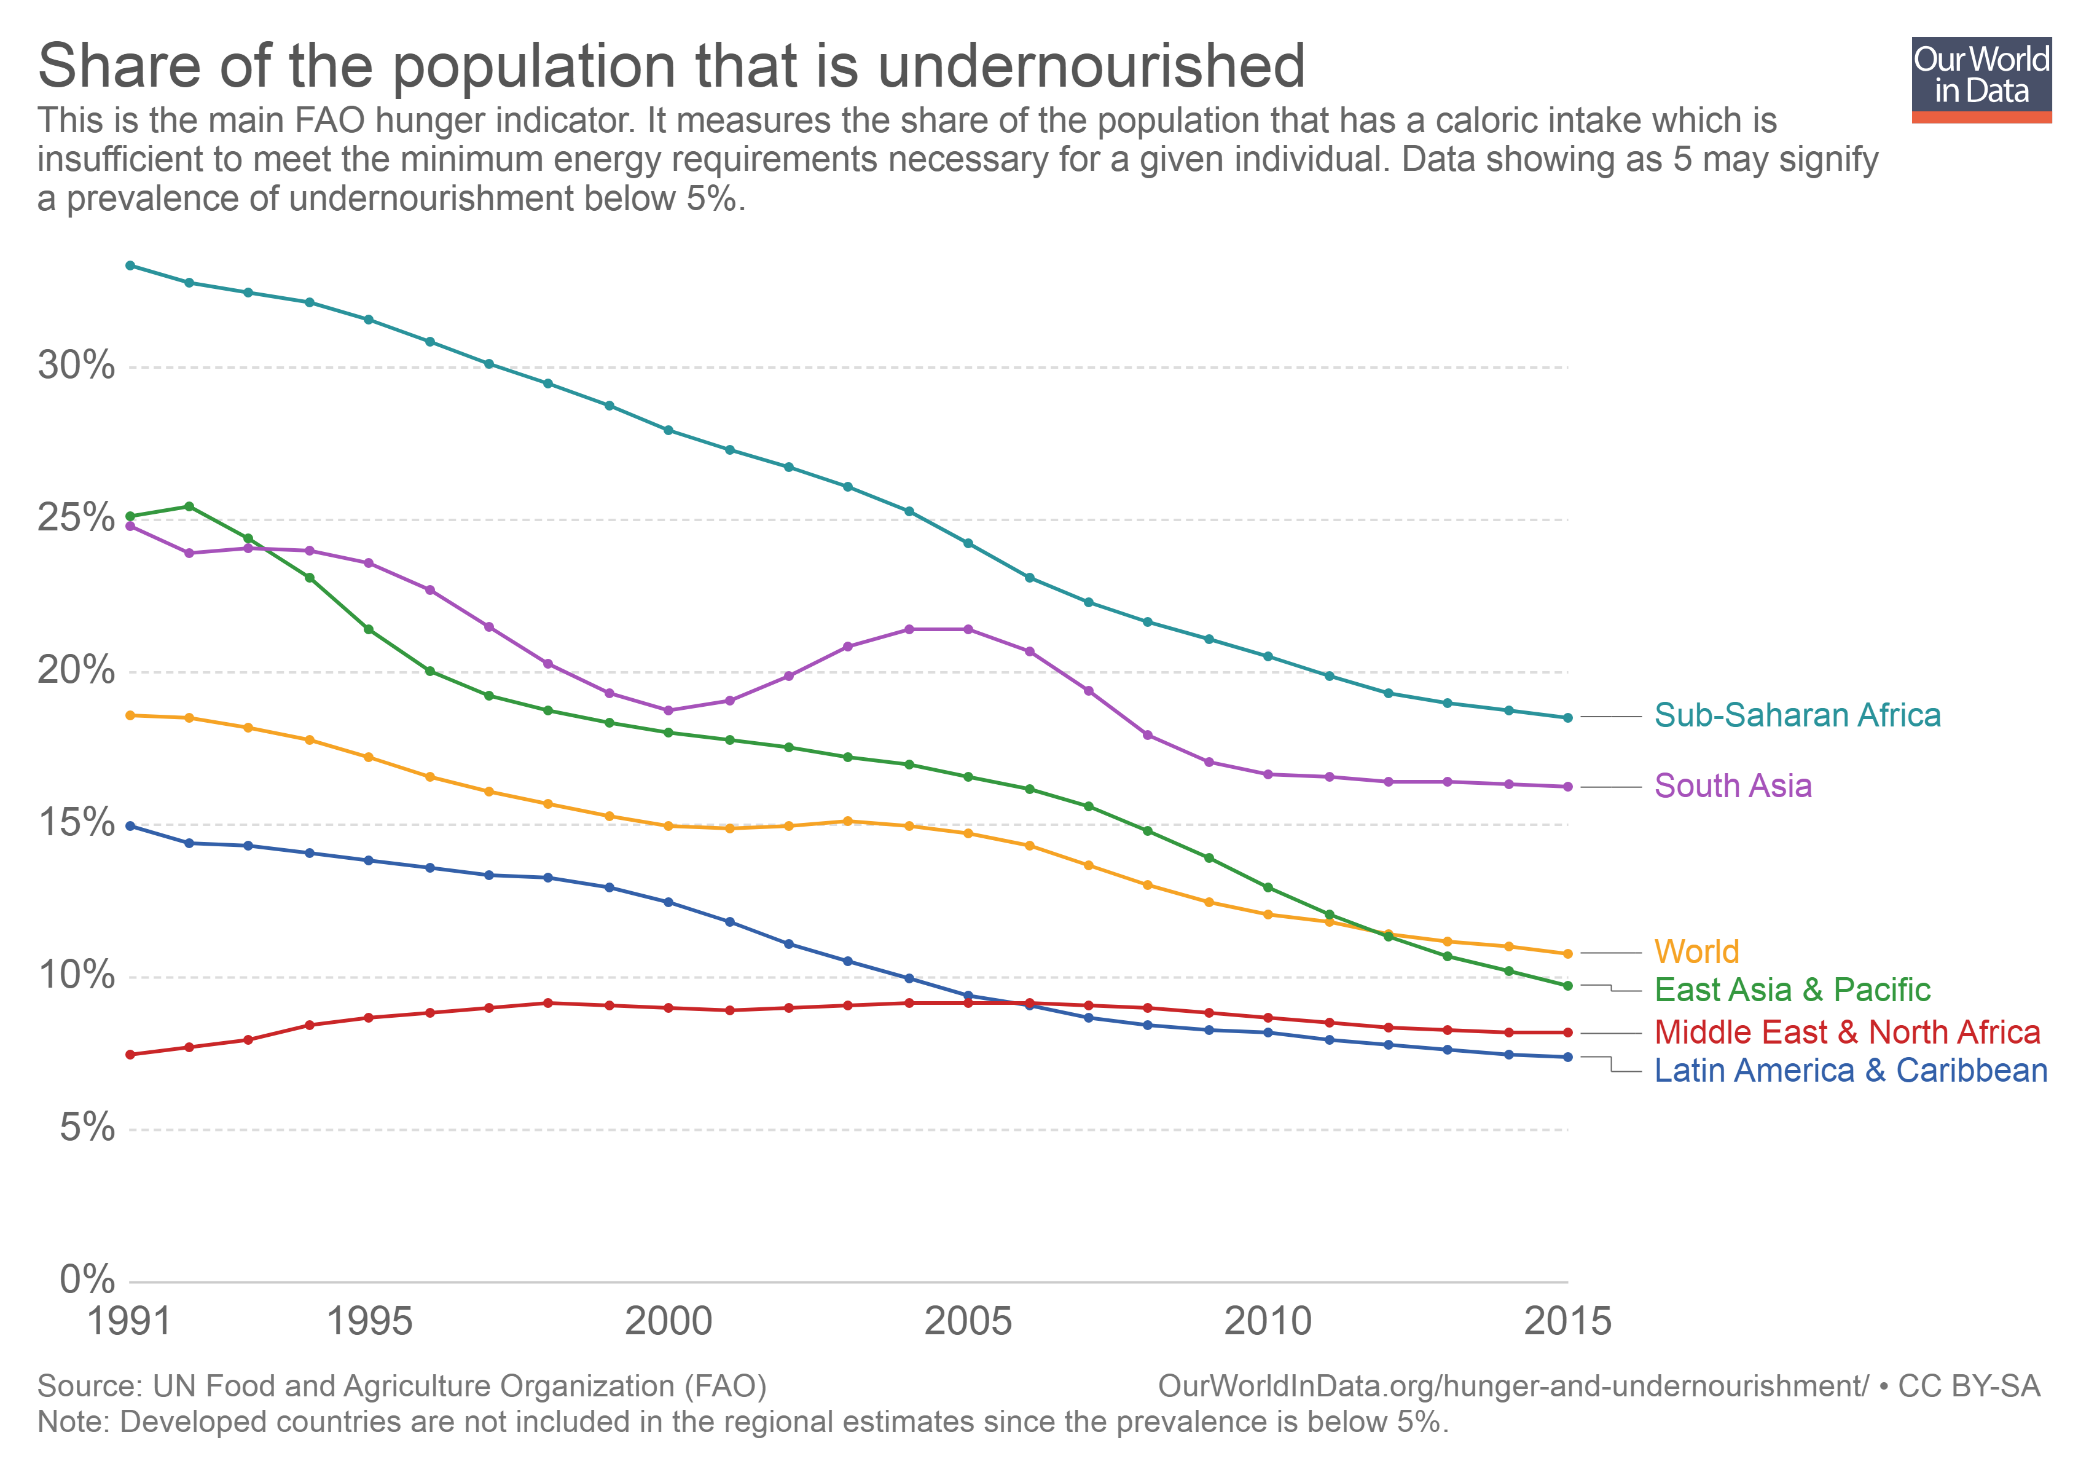 Share of the population that is undernourished
Our World
in Data
This is the main FAO hunger indicator. It measures the share of the population that has a caloric intake which is
insufficient to meet the minimum energy requirements necessary for a given individual. Data showing as 5 may signify
a prevalence of undernourishment below 5%.
30%
25%
20%
15%
10%
5%
0%
Sub-Saharan Africa
South Asia
World
East Asia & Pacific
Middle East & North Africa
Latin America & Caribbean
1991 1995 2000 2005 2010 2015
Source: UN Food and Agriculture Organization (FAO)
OurWorldInData.org/hunger-and-undernourishment/ • CC BY-SA
Note: Developed countries are not included in the regional estimates since the prevalence is below 5%.